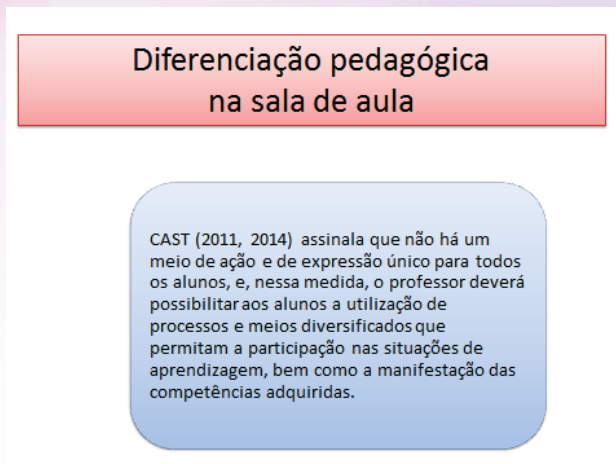 Diferenciação pedagógica
na sala de aula
CAST (2011, 2014) assinala que não há um
meio de ação e de expressão único para todos
os alunos, e, nessa medida, o professor deverá
possibilitar aos alunos a utilização de
processos e meios diversificados que
permitam a participação nas situações de
aprendizagem, bem como a manifestação das
competências adquiridas.